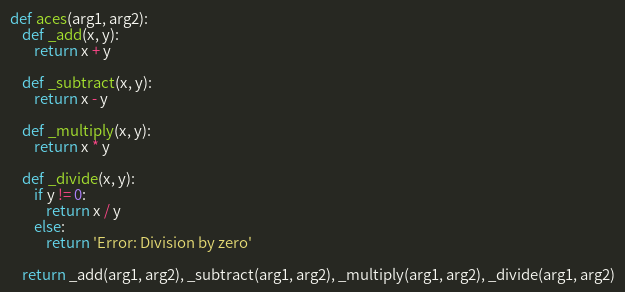 def aces(arg1, arg2):
    def _add(x, y):
        return x + y

    def _subtract(x, y):
        return x - y

    def _multiply(x, y):
        return x * y

    def _divide(x, y):
        if y != 0:
            return x / y
        else:
            return 'Error: Division by zero'

    return _add(arg1, arg2), _subtract(arg1, arg2), _multiply(arg1, arg2), _divide(arg1, arg2)